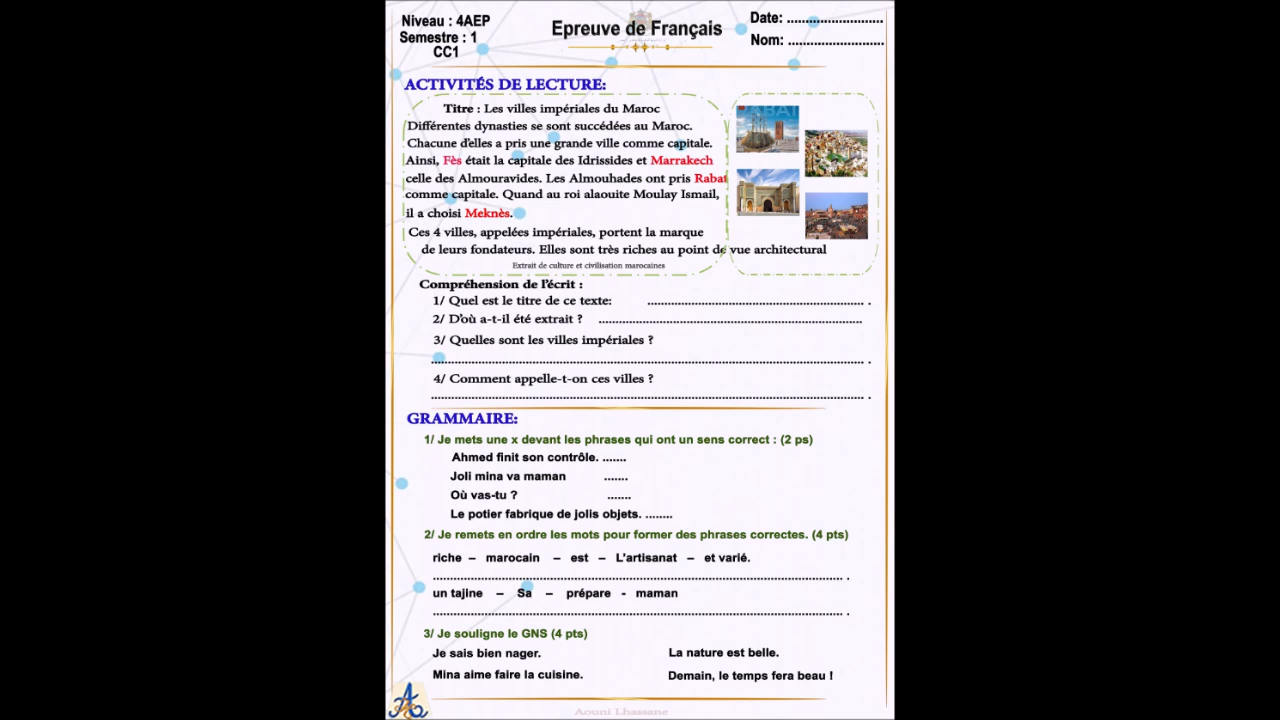 Niveau : 4AEP
Semestre : 1
CC1
Epreuve de Français
Date: ..........................
Nom: ..........................
ACTIVITÉS DE LECTURE:
Titre : Les villes impériales du Maroc
Différentes dynasties se sont succédées au Maroc.
Chacune d'elles a pris une grande ville comme capitale.
Ainsi, Fès était la capitale des Idrissides et Marrakech
celle des Almouravides. Les Almouhades ont pris Rabat
comme capitale. Quand au roi alaouite Moulay Ismail,
il a choisi Meknès.
Ces 4 villes, appelées impériales, portent la marque
de leurs fondateurs. Elles sont très riches au point de vue architectural
Extrait de culture et civilisation marocaines
RABAT
Compréhension de l'écrit :
1/ Quel est le titre de ce texte: ................................................................ .
2/ D'où a-t-il été extrait ? ................................................................
3/ Quelles sont les villes impériales ?
................................................................................................ .
4/ Comment appelle-t-on ces villes ?
................................................................................................ .
GRAMMAIRE:
1/ Je mets une x devant les phrases qui ont un sens correct : (2 ps)
Ahmed finit son contrôle. .......
Joli mina va maman .......
Où vas-tu ? .......
Le potier fabrique de jolis objets. ........
2/ Je remets en ordre les mots pour former des phrases correctes. (4 pts)
riche – marocain – est – L'artisanat – et varié.
................................................................................................ .
un tajine – Sa – prépare - maman
................................................................................................ .
3/ Je souligne le GNS (4 pts)
Je sais bien nager. La nature est belle.
Mina aime faire la cuisine. Demain, le temps fera beau !
Aouni Lhassane